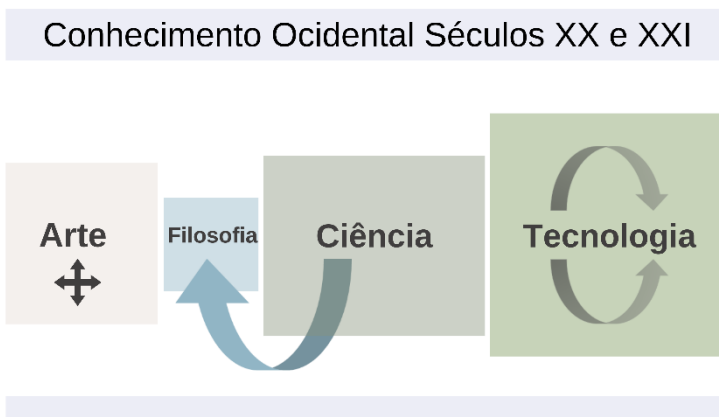 Conhecimento Ocidental Séculos XX e XXI
Arte
Filosofia
Ciência
Tecnologia